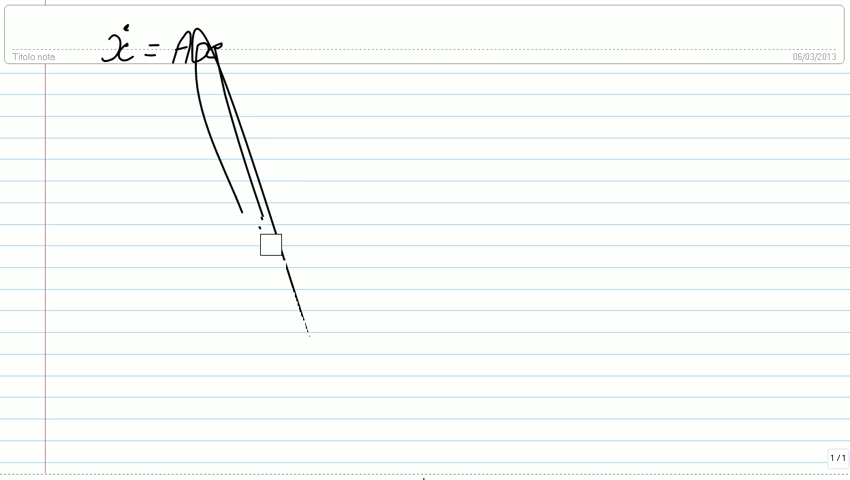 ẋ = Ax
Titolo nota 06/03/2013
1 / 1